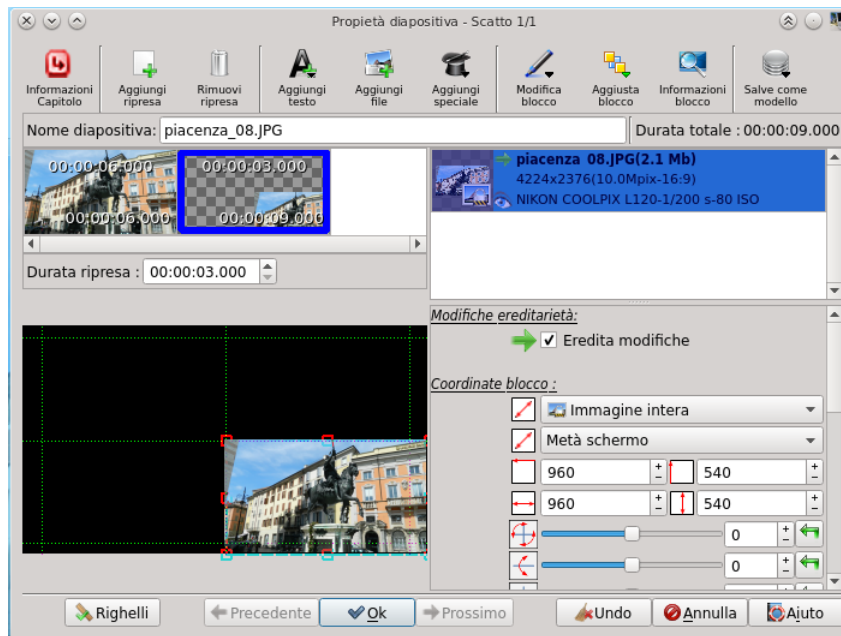 Propietà diapositiva - Scatto 1/1
Informazioni Capitolo
Aggiungi ripresa
Rimuovi ripresa
Aggiungi testo
Aggiungi file
Aggiungi speciale
Modifica blocco
Aggiusta blocco
Informazioni blocco
Salve come modello
Nome diapositiva: piacenza_08.JPG
Durata totale : 00:00:09.000
00:00:06.000
00:00:06.000
00:00:03.000
00:00:09.000
piacenza_08.JPG(2.1 Mb)
4224x2376(10.0Mpix-16:9)
NIKON COOLPIX L120-1/200 s-80 ISO
Durata ripresa : 00:00:03.000
Modifiche ereditarietà:
Eredita modifiche
Coordinate blocco :
Immagine intera
Metà schermo
960 540
960 540
0
0
Righelli Precedente Ok Prossimo Undo Annulla Aiuto